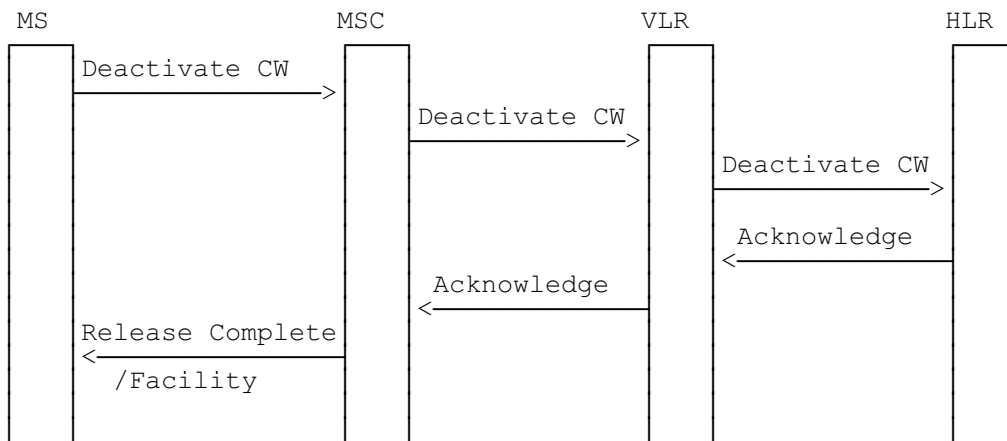 MS MSC VLR HLR
Deactivate CW
Deactivate CW
Deactivate CW
Acknowledge
Acknowledge
Release Complete
/Facility